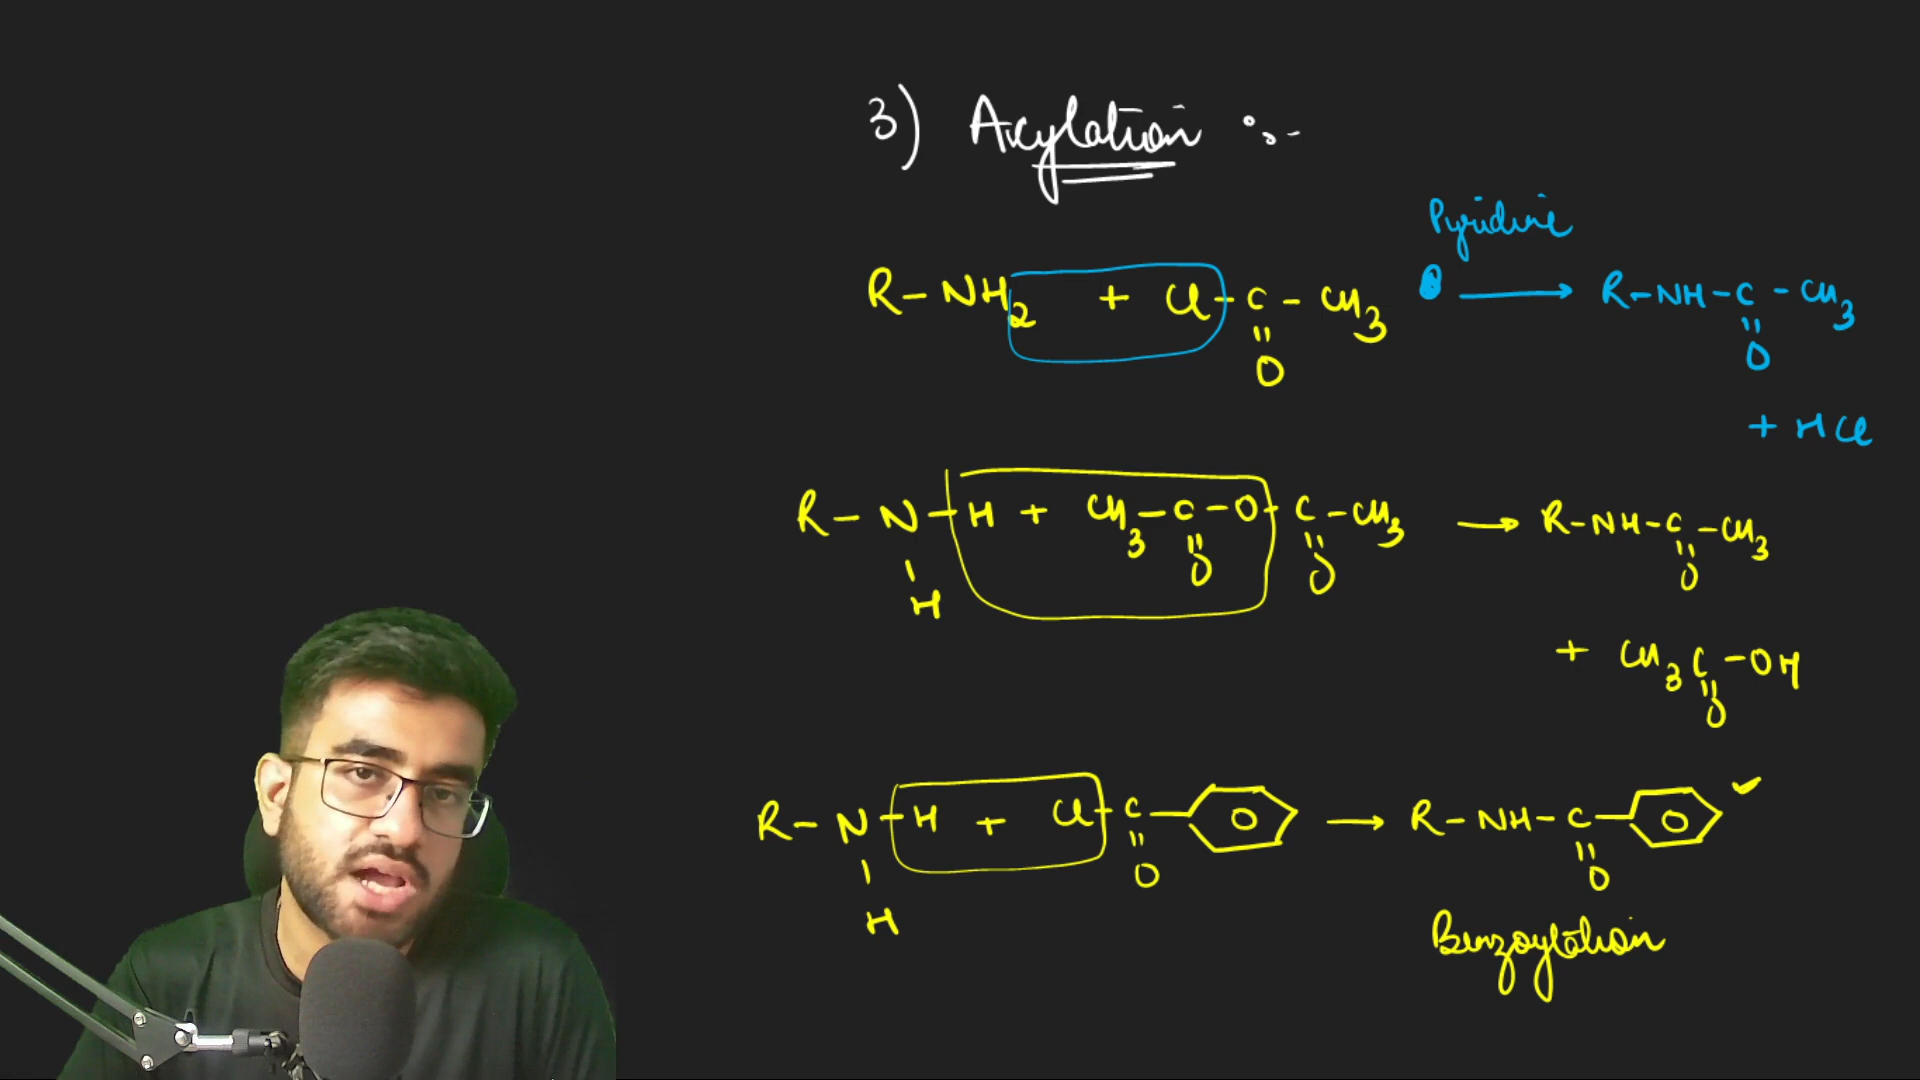 3) Acylation :-
Pyridine
R-NH2 + Cl-C-CH3 → R-NH-C-CH3
O O
+ HCl
R-N-H + CH3-C-O-C-CH3 → R-NH-C-CH3
H O O O
+ CH3C-OH
O
R-N-H + Cl-C- → R-NH-C-
H O O
Benzoylation